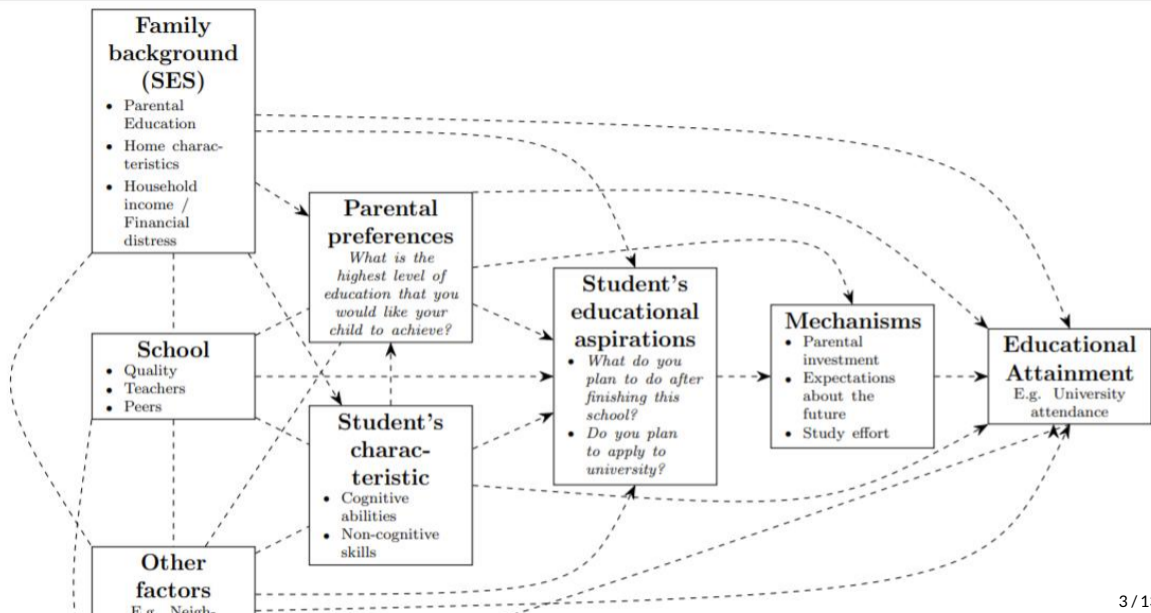 Family
background
(SES)
• Parental
Education
• Home charac-
teristics
• Household
income /
Financial
distress
Parental
preferences
What is the
highest level of
education that you
would like your
child to achieve?
School
• Quality
• Teachers
• Peers
Student's
charac-
teristic
• Cognitive
abilities
• Non-cognitive
skills
Other
factors
E.g. Neigh-
Student's
educational
aspirations
• What do you
plan to do after
finishing this
school?
• Do you plan
to apply to
university?
Mechanisms
• Parental
investment
• Expectations
about the
future
• Study effort
Educational
Attainment
E.g. University
attendance
3 / 1